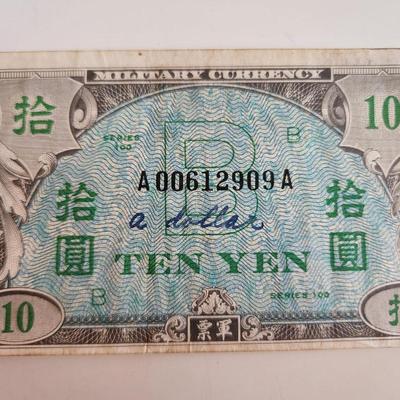 MILITARY CURRENCY
拾 10
SERIES 100 B
B
A00612909A
a dollar
拾圓 拾圓
TEN YEN
B SERIES 100
10 拾
票軍